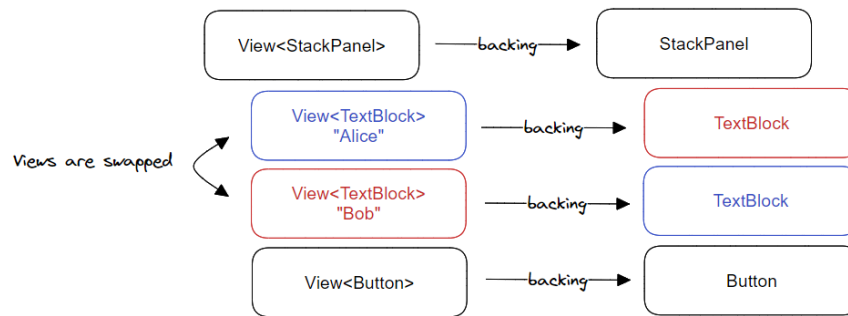 View<StackPanel>
backing
StackPanel
View<TextBlock>
"Alice"
backing
TextBlock
Views are swapped
View<TextBlock>
"Bob"
backing
TextBlock
View<Button>
backing
Button